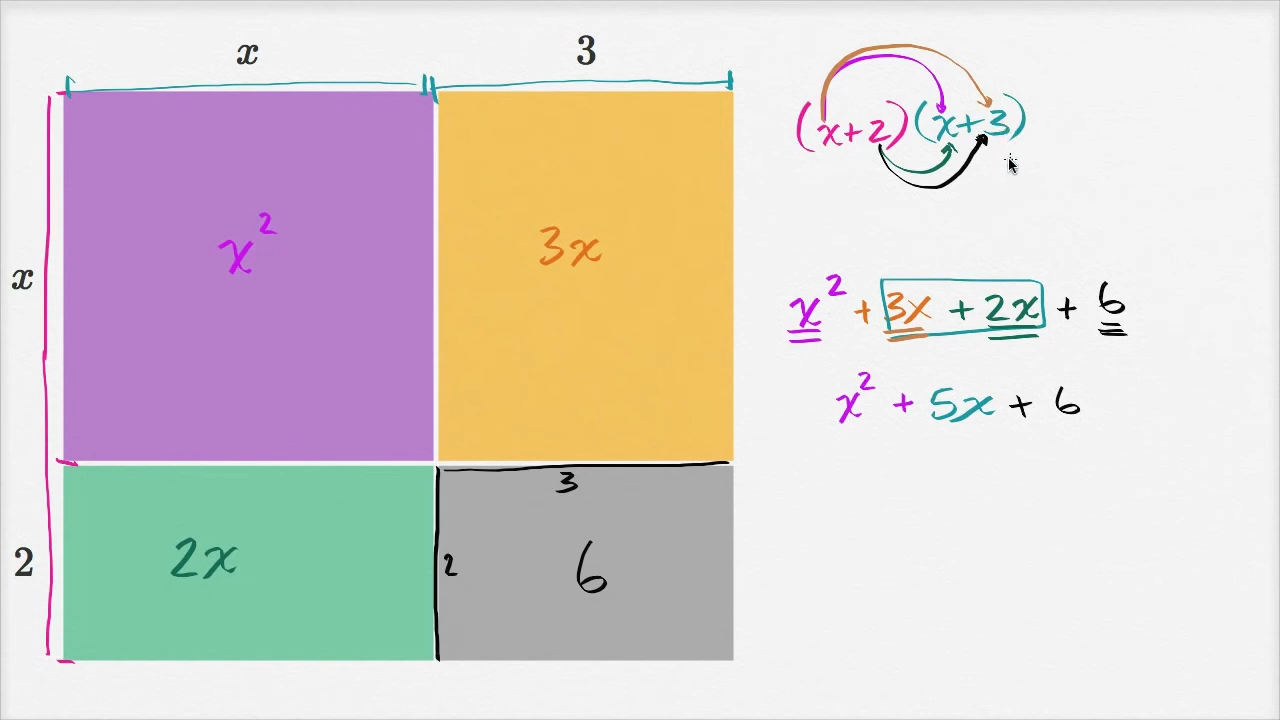 x 3
(x+2)(x+3)
x² 3x
x
x² + 3x + 2x + 6
x² + 5x + 6
3
2x 2 6
2